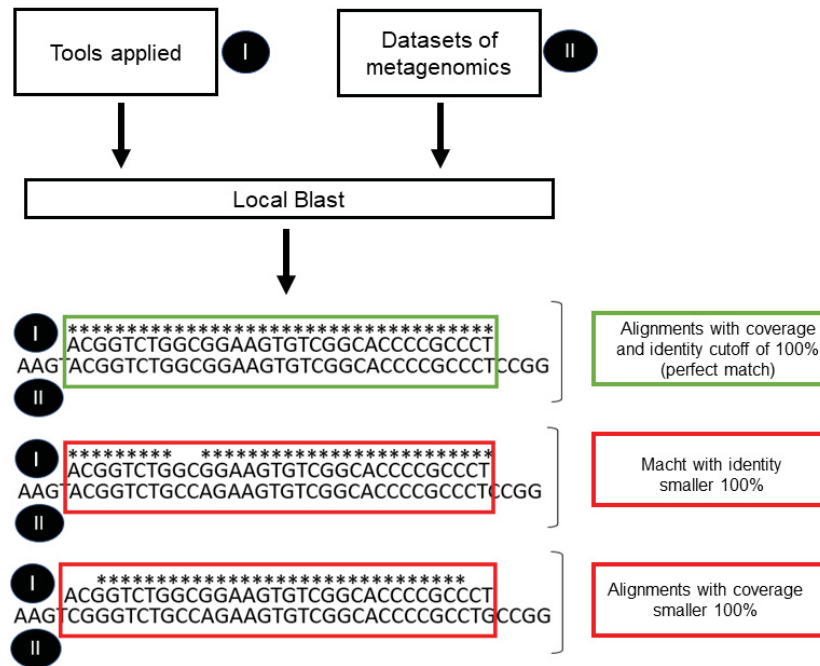 Tools applied
I
Datasets of
metagenomics
II
Local Blast
I
***********************************
ACGGTCTGGCGGAAGTGTCGGCACCCCGCCCT
AAGTACGGTCTGGCGGAAGTGTCGGCACCCCGCCCTCCGG
II
Alignments with coverage
and identity cutoff of 100%
(perfect match)
I
********* ************************
ACGGTCTGGCGGAAGTGTCGGCACCCCGCCCT
AAGTACGGTCTGCCAGAAGTGTCGGCACCCCGCCCTCCGG
II
Macht with identity
smaller 100%
I
******************************
ACGGTCTGGCGGAAGTGTCGGCACCCCGCCCT
AAGTCGGGTCTGCCAGAAGTGTCGGCACCCCGCCTGCCGG
II
Alignments with coverage
smaller 100%